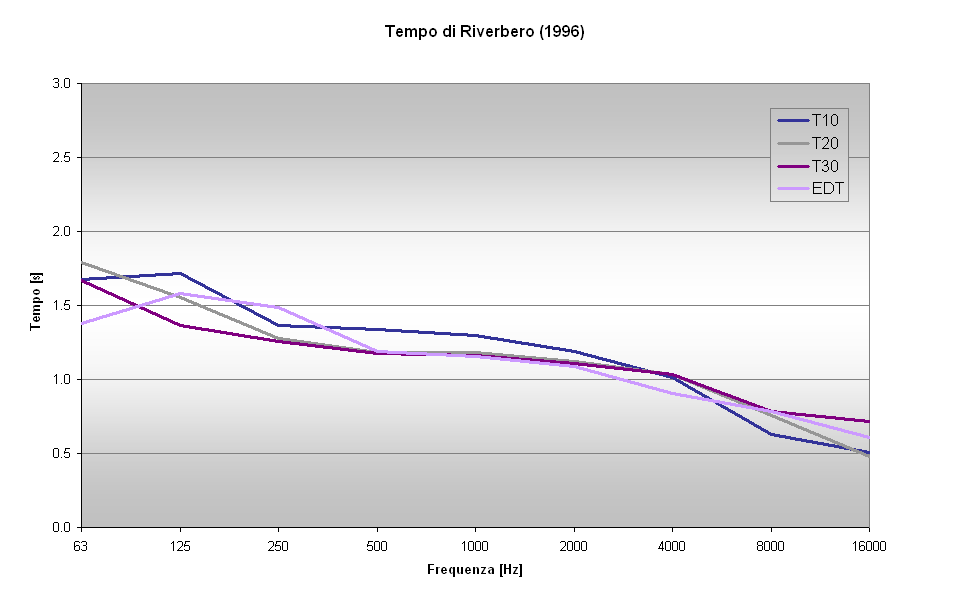 Tempo di Riverbero (1996)
3.0
2.5
2.0
1.5
1.0
0.5
0.0
Tempo [s]
T10
T20
T30
EDT
63 125 250 500 1000 2000 4000 8000 16000
Frequenza [Hz]